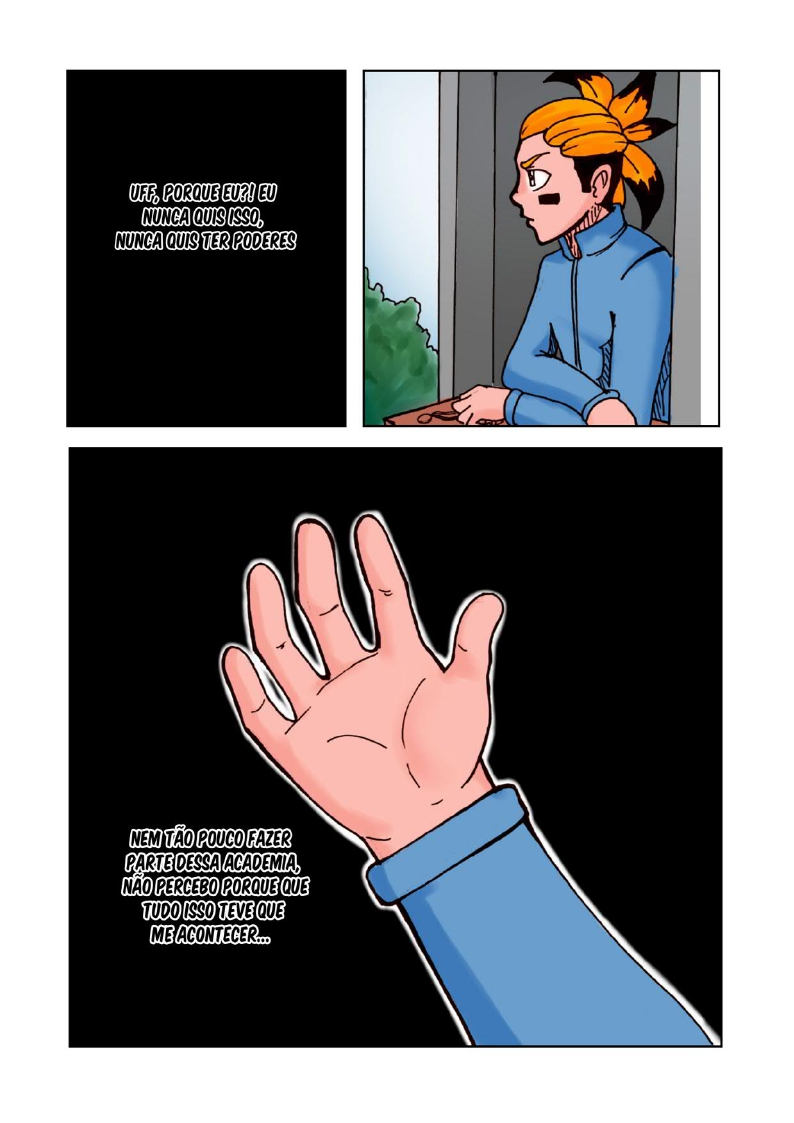 UFF, PORQUE EU?! EU
NUNCA QUIS ISSO,
NUNCA QUIS TER PODERES
NEM TÃO POUCO FAZER
PARTE DESSA ACADEMIA,
NÃO PERCEBO PORQUE QUE
TUDO ISSO TEVE QUE
ME ACONTECER...